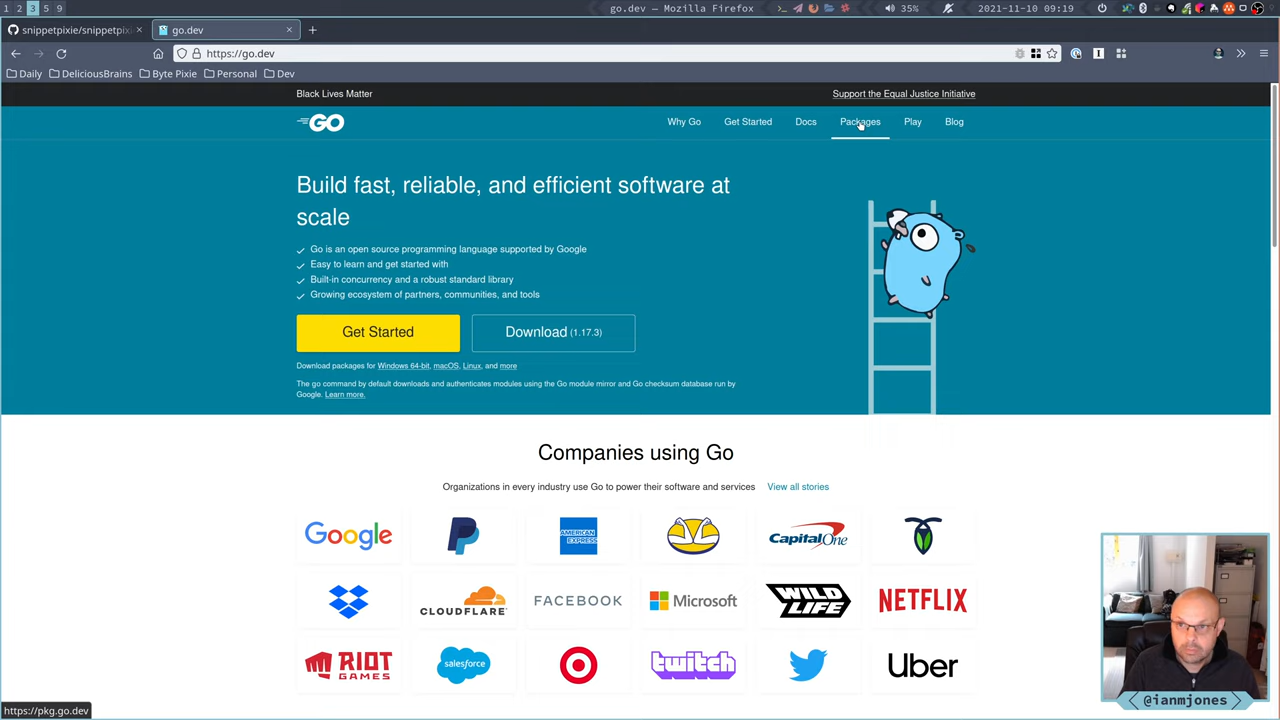 1 2 3 5 9
go.dev — Mozilla Firefox
35%
2021-11-10 09:19
snippetpixie/snippetpix
go.dev
https://go.dev
Daily
DeliciousBrains
Byte Pixie
Personal
Dev
Black Lives Matter
Support the Equal Justice Initiative
GO
Why Go
Get Started
Docs
Packages
Play
Blog
Build fast, reliable, and efficient software at
scale
Go is an open source programming language supported by Google
Easy to learn and get started with
Built-in concurrency and a robust standard library
Growing ecosystem of partners, communities, and tools
Get Started
Download (1.17.3)
Download packages for Windows 64-bit, macOS, Linux, and more
The go command by default downloads and authenticates modules using the Go module mirror and Go checksum database run by
Google. Learn more.
Companies using Go
Organizations in every industry use Go to power their software and services
View all stories
Google
AMERICAN
EXPRESS
Capital One
CLOUDFLARE
FACEBOOK
Microsoft
WILD
LIFE
NETFLIX
RIOT
GAMES
salesforce
twitch
Uber
@ianmjones
https://pkg.go.dev